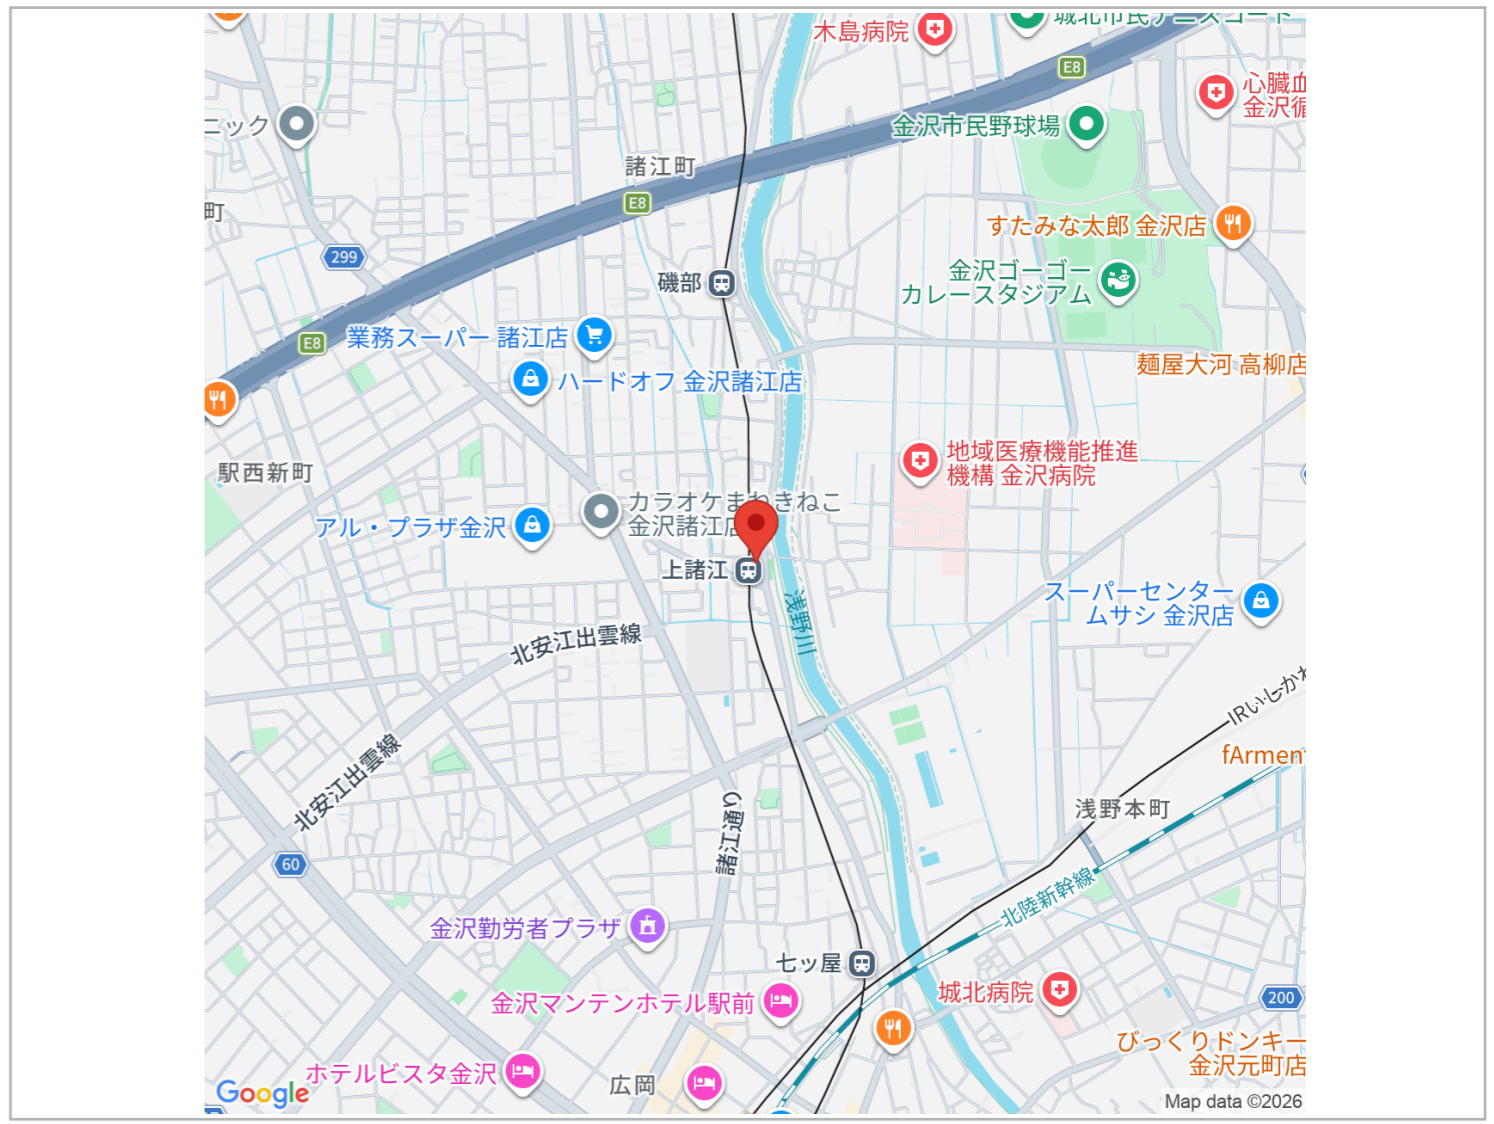 城北市民テニスコート
木島病院
E8
心臓血
金沢循
ニック
金沢市民野球場
諸江町
E8
町
すたみな太郎 金沢店
299
金沢ゴーゴー
カレースタジアム
磯部
業務スーパー 諸江店
E8
麺屋大河 高柳店
ハードオフ 金沢諸江店
地域医療機能推進
機構 金沢病院
駅西新町
カラオケまねきねこ
金沢諸江店
アル・プラザ金沢
上諸江
スーパーセンター
ムサシ 金沢店
浅野川
北安江出雲線
IRいしかわ
北安江出雲線
fArment
諸江通り
浅野本町
60
北陸新幹線
金沢勤労者プラザ
七ッ屋
城北病院
金沢マンテンホテル駅前
200
びっくりドンキー
金沢元町店
ホテルビスタ金沢
広岡
Google
Map data ©2026